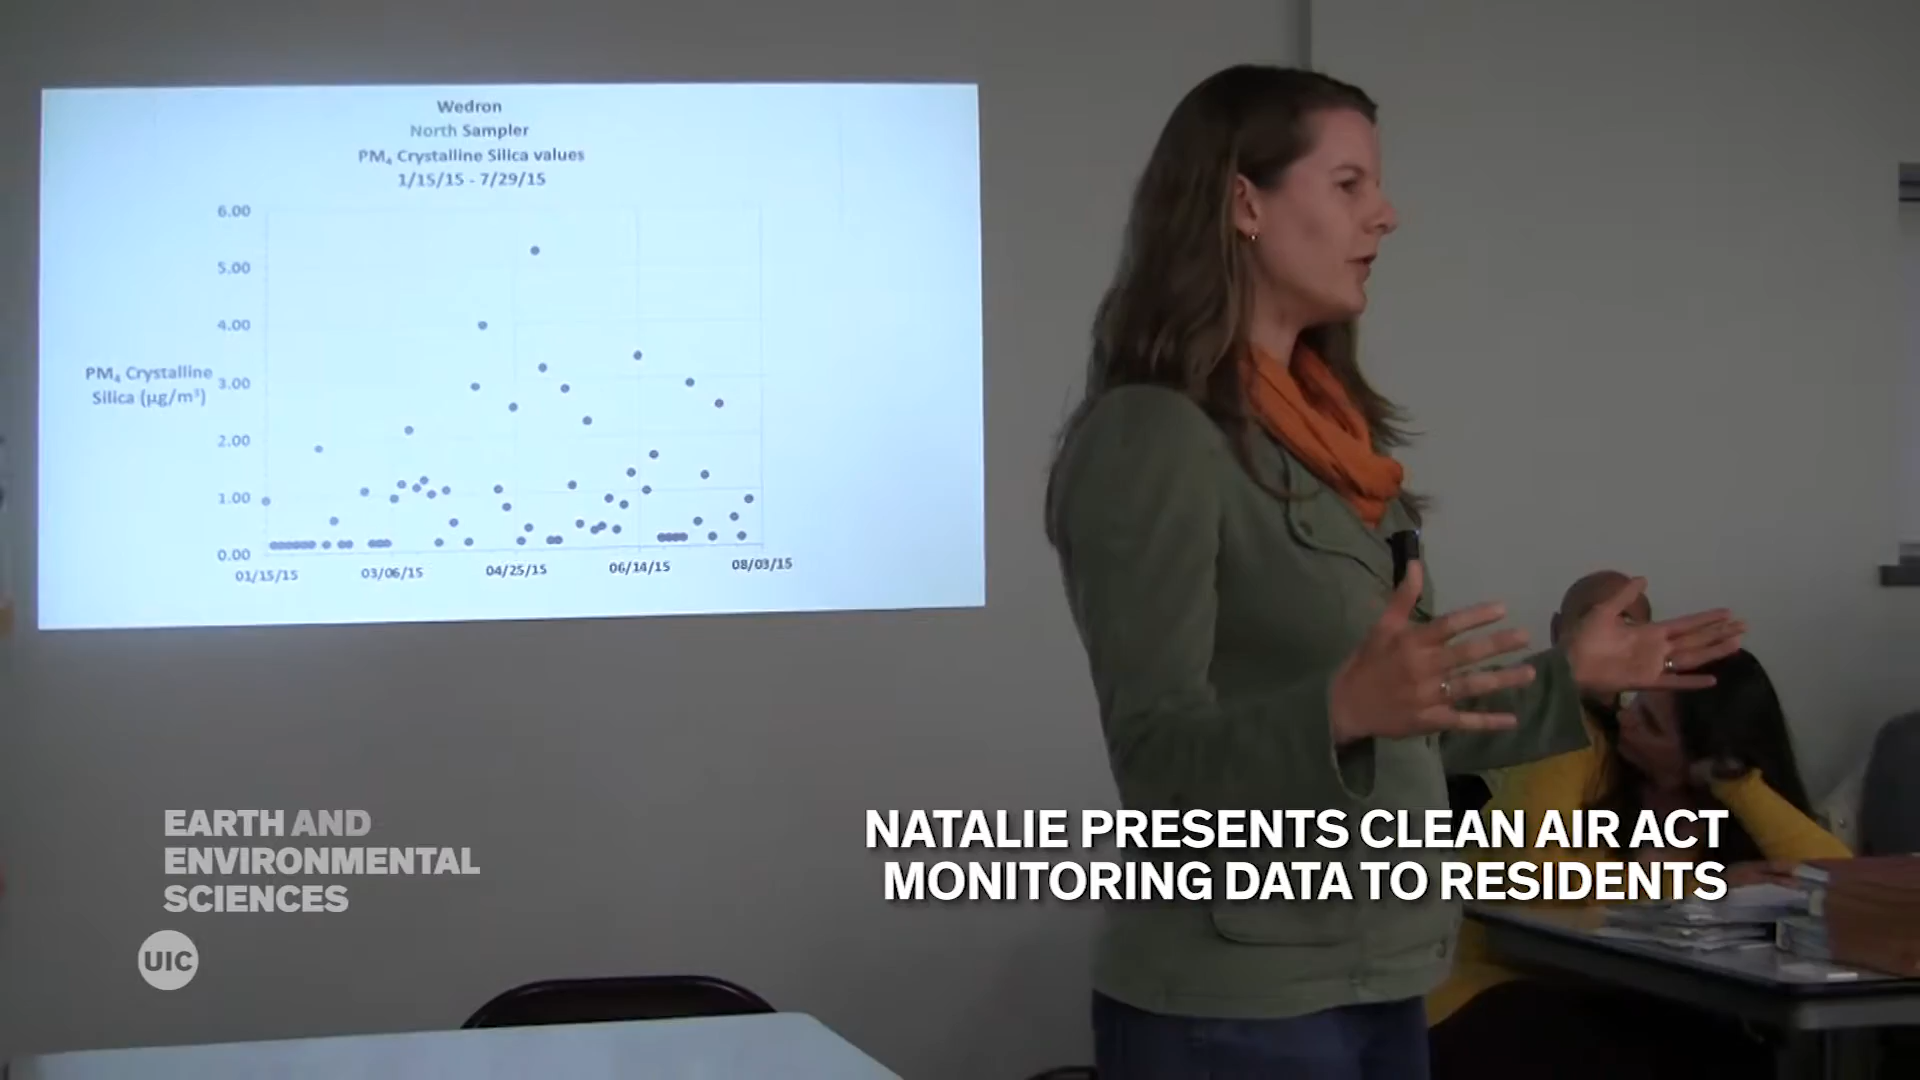 Wedron
North Sampler
PM₄ Crystalline Silica values
1/15/15 - 7/29/15
6.00
5.00
4.00
3.00
2.00
1.00
0.00
PM₄ Crystalline
Silica (µg/m³)
01/15/15 03/06/15 04/25/15 06/14/15 08/03/15
EARTH AND
ENVIRONMENTAL
SCIENCES
UIC
NATALIE PRESENTS CLEAN AIR ACT
MONITORING DATA TO RESIDENTS